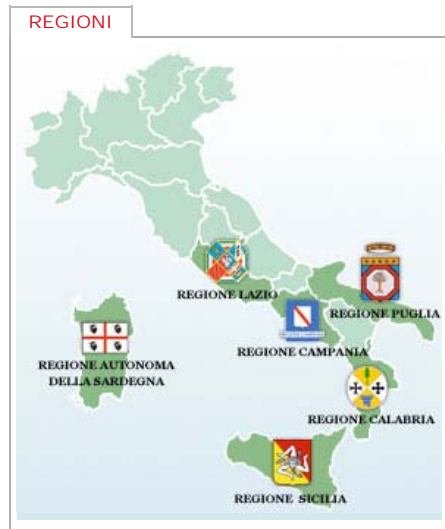 REGIONI
REGIONE LAZIO
REGIONE PUGLIA
REGIONE CAMPANIA
REGIONE AUTONOMA
DELLA SARDEGNA
REGIONE CALABRIA
REGIONE SICILIA